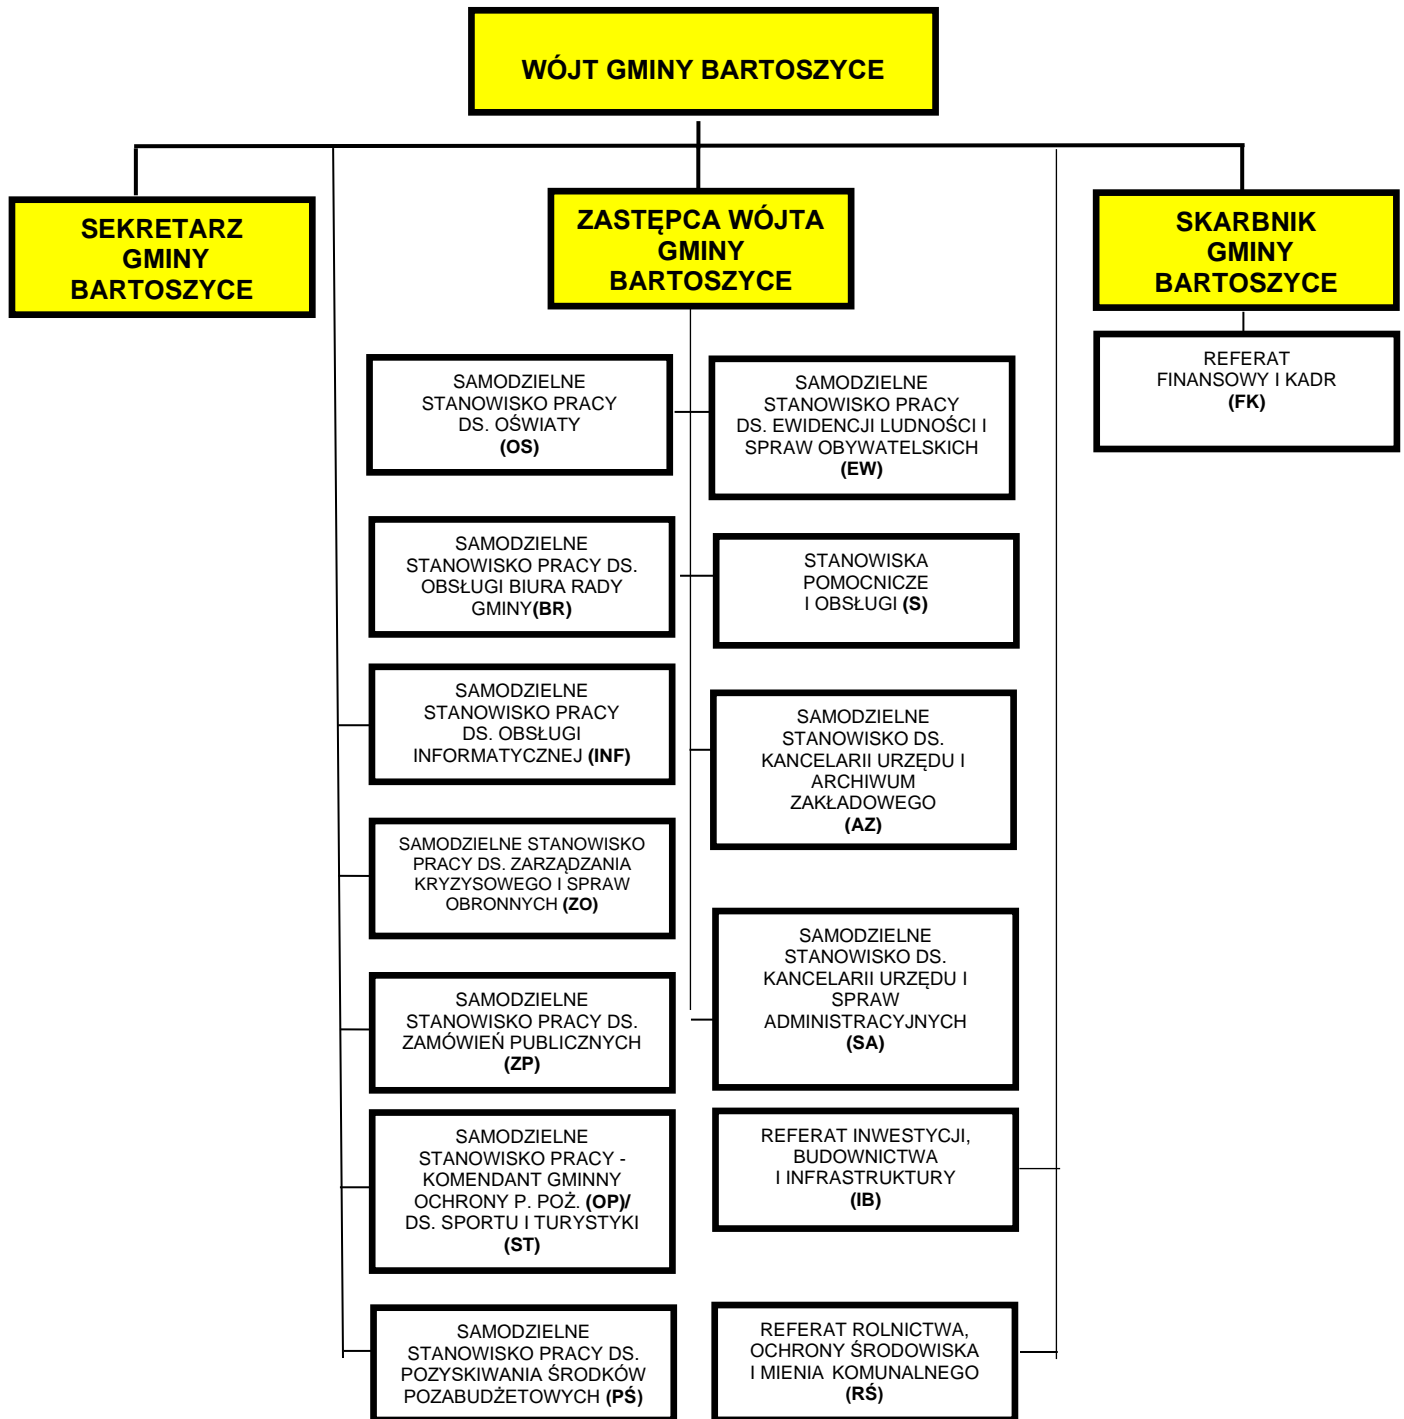 WÓJT GMINY BARTOSZYCE
SEKRETARZ
GMINY
BARTOSZYCE
ZASTĘPCA WÓJTA
GMINY
BARTOSZYCE
SKARBNIK
GMINY
BARTOSZYCE
REFERAT
FINANSOWY I KADR
(FK)
SAMODZIELNE
STANOWISKO PRACY
DS. OŚWIATY
(OS)
SAMODZIELNE
STANOWISKO PRACY
DS. EWIDENCJI LUDNOŚCI I
SPRAW OBYWATELSKICH
(EW)
SAMODZIELNE
STANOWISKO PRACY DS.
OBSŁUGI BIURA RADY
GMINY(BR)
STANOWISKA
POMOCNICZE
I OBSŁUGI (S)
SAMODZIELNE
STANOWISKO PRACY
DS. OBSŁUGI
INFORMATYCZNEJ (INF)
SAMODZIELNE
STANOWISKO DS.
KANCELARII URZĘDU I
ARCHIWUM
ZAKŁADOWEGO
(AZ)
SAMODZIELNE STANOWISKO
PRACY DS. ZARZĄDZANIA
KRYZYSOWEGO I SPRAW
OBRONNYCH (ZO)
SAMODZIELNE
STANOWISKO DS.
KANCELARII URZĘDU I
SPRAW
ADMINISTRACYJNYCH
(SA)
SAMODZIELNE
STANOWISKO PRACY DS.
ZAMÓWIEŃ PUBLICZNYCH
(ZP)
SAMODZIELNE
STANOWISKO PRACY -
KOMENDANT GMINNY
OCHRONY P. POŻ. (OP)/
DS. SPORTU I TURYSTYKI
(ST)
REFERAT INWESTYCJI,
BUDOWNICTWA
I INFRASTRUKTURY
(IB)
SAMODZIELNE
STANOWISKO PRACY DS.
POZYSKIWANIA ŚRODKÓW
POZABUDŻETOWYCH (PŚ)
REFERAT ROLNICTWA,
OCHRONY ŚRODOWISKA
I MIENIA KOMUNALNEGO
(RŚ)